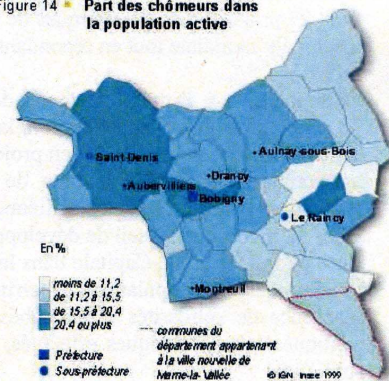 Figure 14 • Part des chômeurs dans
la population active
Saint-Denis
Aulnay-sous-Bois
Drancy
Aubervilliers
Bobigny
Le Raincy
Montreuil
En %
moins de 11,2
de 11,2 à 15,5
de 15,5 à 20,4
20,4 ou plus
Préfecture
Sous-préfecture
--- communes du
département appartenant
à la ville nouvelle de
Marne-la-Vallée
© IGN Insee 1999